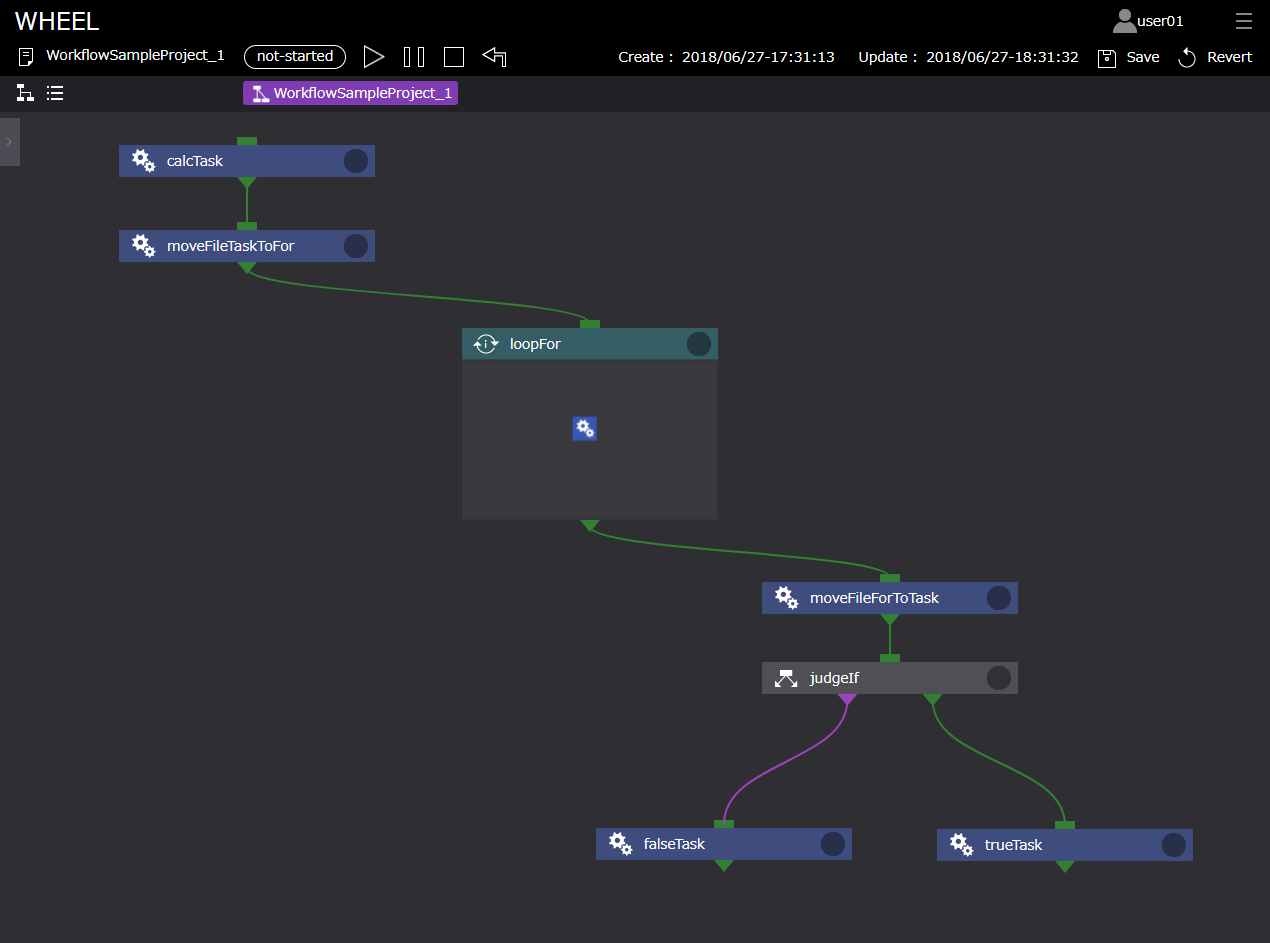 WHEEL
user01
WorkflowSampleProject_1 not-started Create : 2018/06/27-17:31:13 Update : 2018/06/27-18:31:32 Save Revert
WorkflowSampleProject_1
calcTask
moveFileTaskToFor
loopFor
moveFileForToTask
judgeIf
falseTask
trueTask